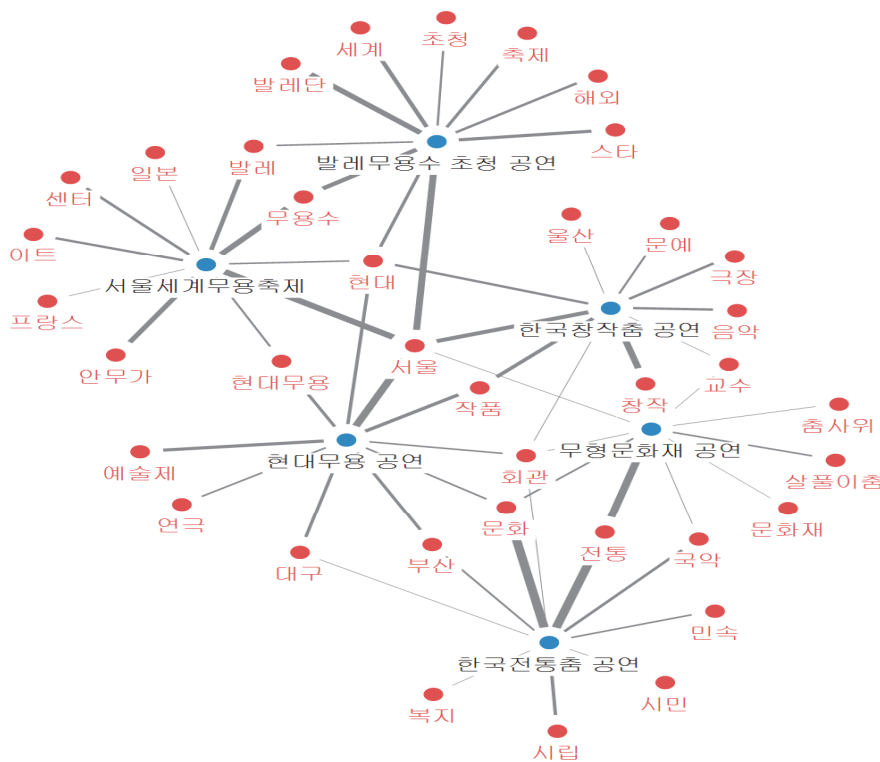 초청
세계
축제
발레단
해외
스타
발레무용수 초청 공연
일본
발레
센터
무용수
울산
문예
이트
현대
극장
서울세계무용축제
프랑스
한국창작춤 공연
음악
안무가
현대무용
서울
작품
창작
교수
춤사위
현대무용 공연
무형문화재 공연
예술제
회관
살풀이춤
연극
문화
전통
국악
문화재
대구
부산
민속
한국전통춤 공연
복지
시민
시립